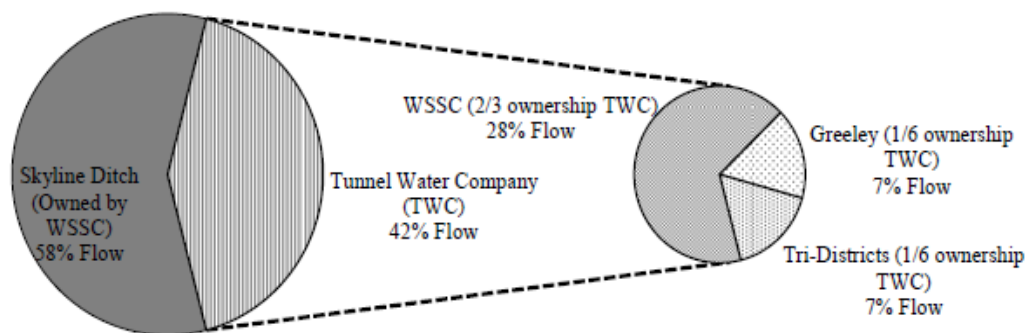 Skyline Ditch
(Owned by
WSSC)
58% Flow
Tunnel Water Company
(TWC)
42% Flow
WSSC (2/3 ownership TWC)
28% Flow
Greeley (1/6 ownership
TWC)
7% Flow
Tri-Districts (1/6 ownership
TWC)
7% Flow